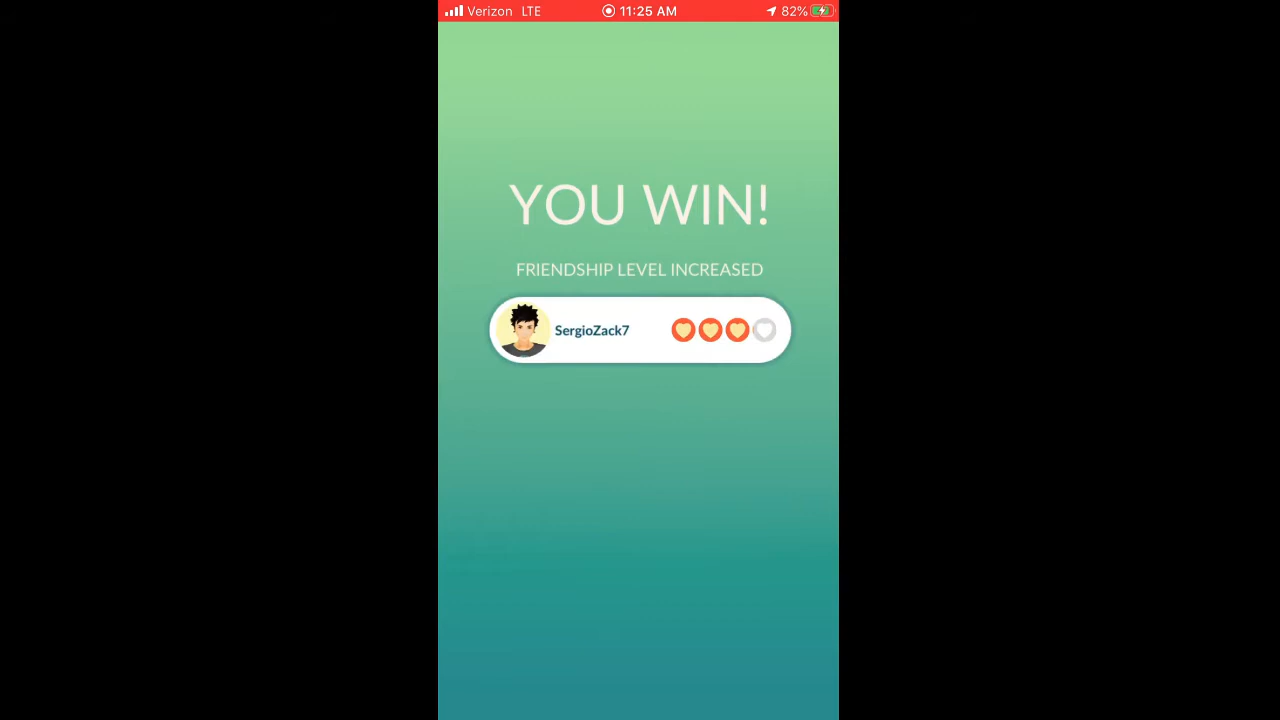 Verizon LTE 11:25 AM 82%
YOU WIN!
FRIENDSHIP LEVEL INCREASED
SergioZack7